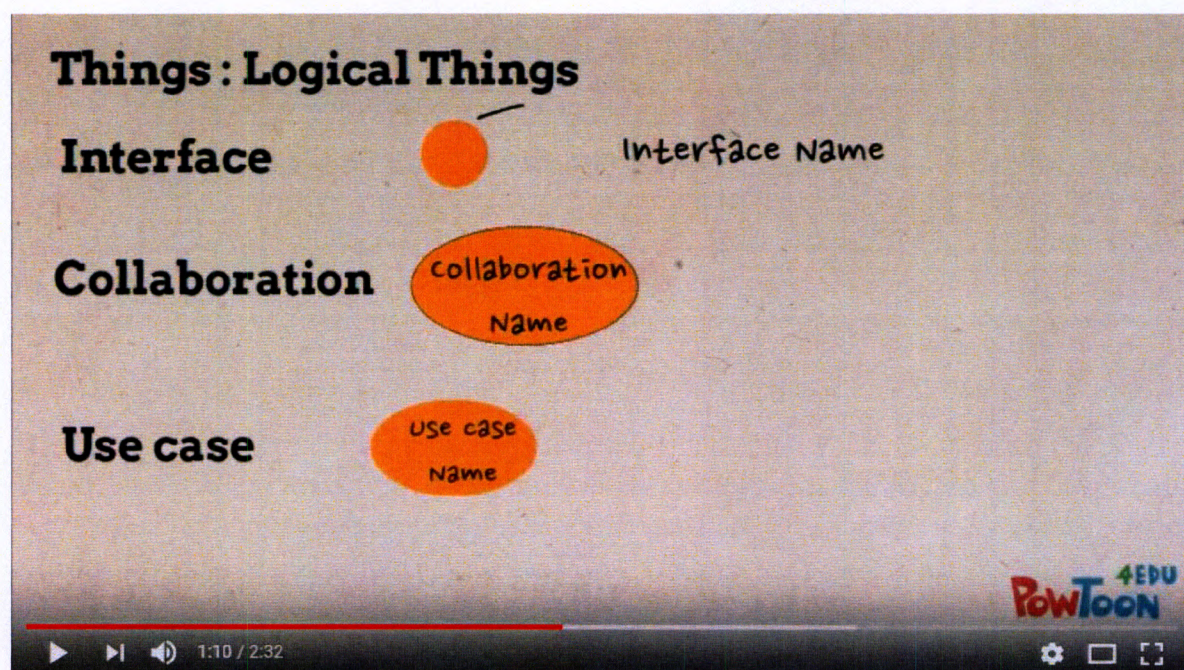 Things : Logical Things
Interface
Interface Name
Collaboration
Collaboration
Name
Use case
Use case
Name
4EDU
PowToon
1:10 / 2:32